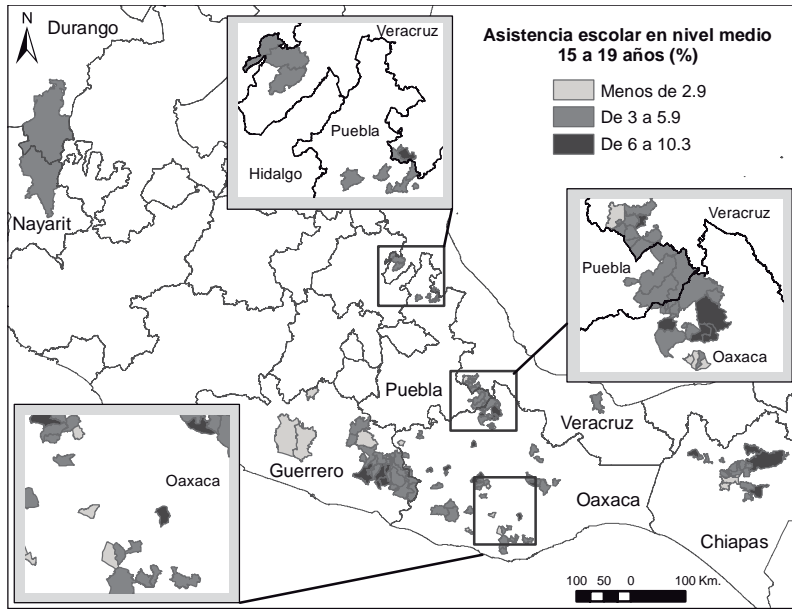 N
Durango
Nayarit
Veracruz
Puebla
Hidalgo
Asistencia escolar en nivel medio
15 a 19 años (%)
Menos de 2.9
De 3 a 5.9
De 6 a 10.3
Veracruz
Puebla
Oaxaca
Puebla
Guerrero
Veracruz
Oaxaca
Chiapas
Oaxaca
100 50 0 100 Km.